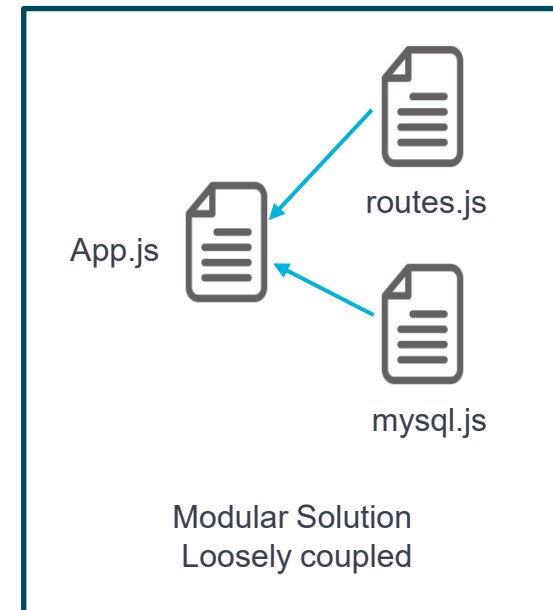 routes.js
App.js
mysql.js
Modular Solution
Loosely coupled